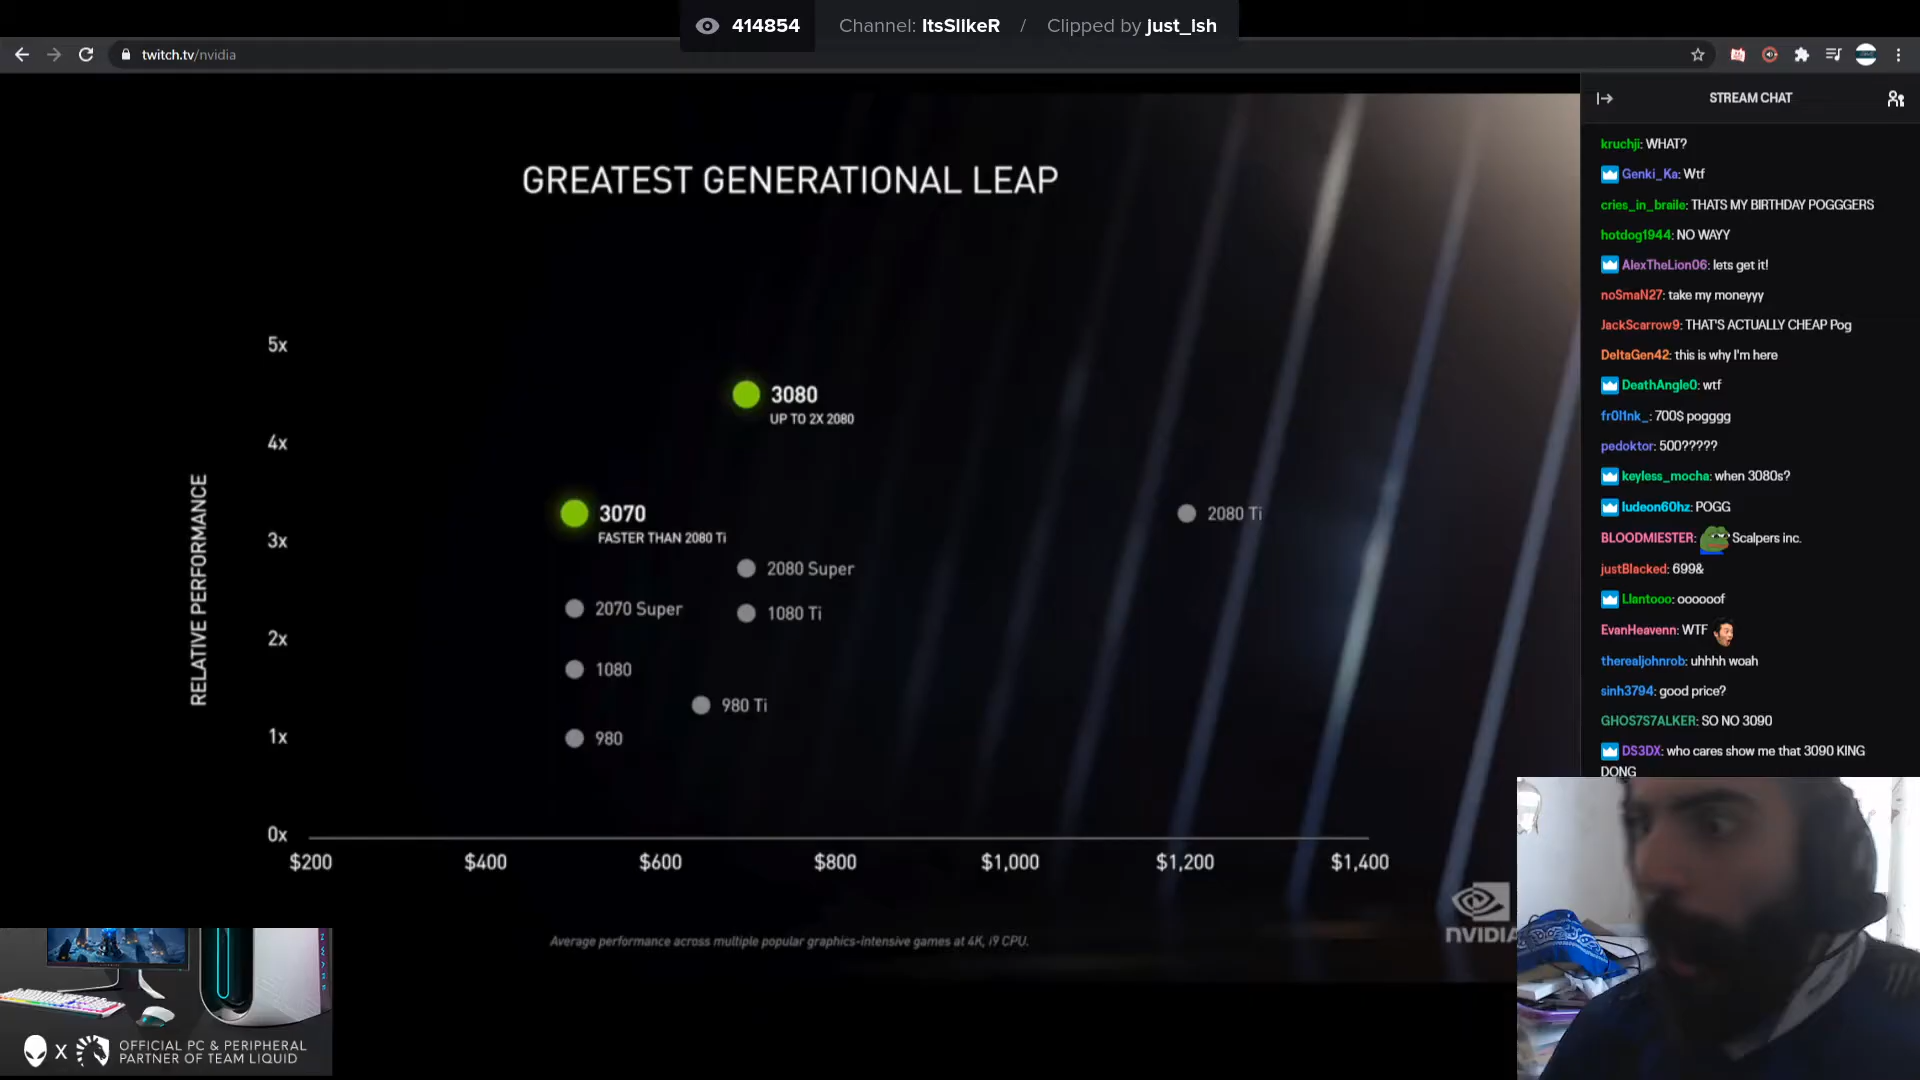 414854 Channel: ItsSlikeR / Clipped by just_ish
twitch.tv/nvidia
GREATEST GENERATIONAL LEAP
RELATIVE PERFORMANCE
5x
4x
3x
2x
1x
0x
3080
UP TO 2X 2080
3070
FASTER THAN 2080 Ti
2080 Ti
2080 Super
2070 Super
1080 Ti
1080
980 Ti
980
$200 $400 $600 $800 $1,000 $1,200 $1,400
Average performance across multiple popular graphics-intensive games at 4K, i9 CPU.
NVIDIA
X OFFICIAL PC & PERIPHERAL
PARTNER OF TEAM LIQUID
STREAM CHAT
kruchji: WHAT?
Genki_Ka: Wtf
cries_in_braile: THATS MY BIRTHDAY POGGGERS
hotdog1944: NO WAYY
AlexTheLion06: lets get it!
noSmaN27: take my moneyyy
JackScarrow9: THAT'S ACTUALLY CHEAP Pog
DeltaGen42: this is why I'm here
DeathAngle0: wtf
fr0l1nk_: 700$ pogggg
pedoktor: 500?????
keyless_mocha: when 3080s?
ludeon60hz: POGG
BLOODMIESTER: Scalpers inc.
justBlacked: 699&
Llantooo: oooooof
EvanHeavenn: WTF
therealjohnrob: uhhhh woah
sinh3794: good price?
GHOS7S7ALKER: SO NO 3090
DS3DX: who cares show me that 3090 KING
DONG